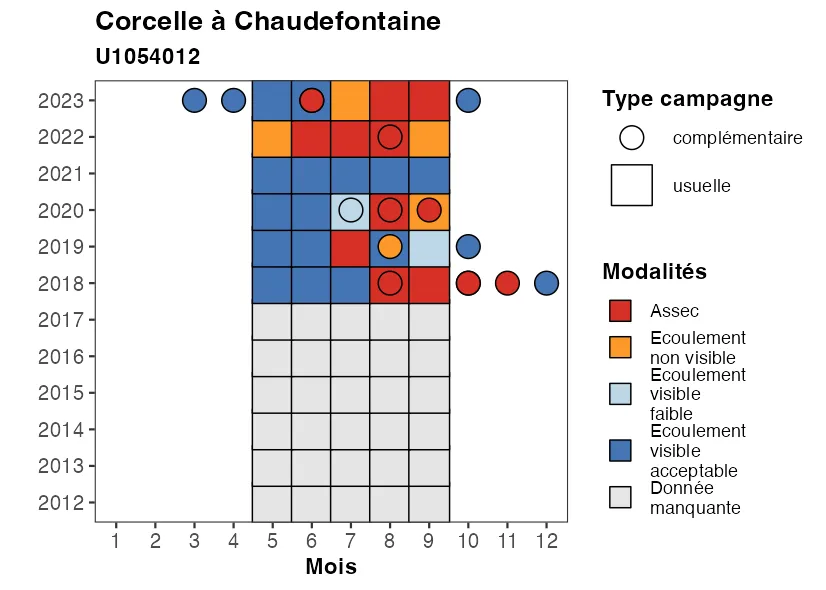 Corcelle à Chaudefontaine
U1054012
2023
2022
2021
2020
2019
2018
2017
2016
2015
2014
2013
2012
1 2 3 4 5 6 7 8 9 10 11 12
Mois
Type campagne
complémentaire
usuelle
Modalités
Assec
Ecoulement
non visible
Ecoulement
visible
faible
Ecoulement
visible
acceptable
Donnée
manquante